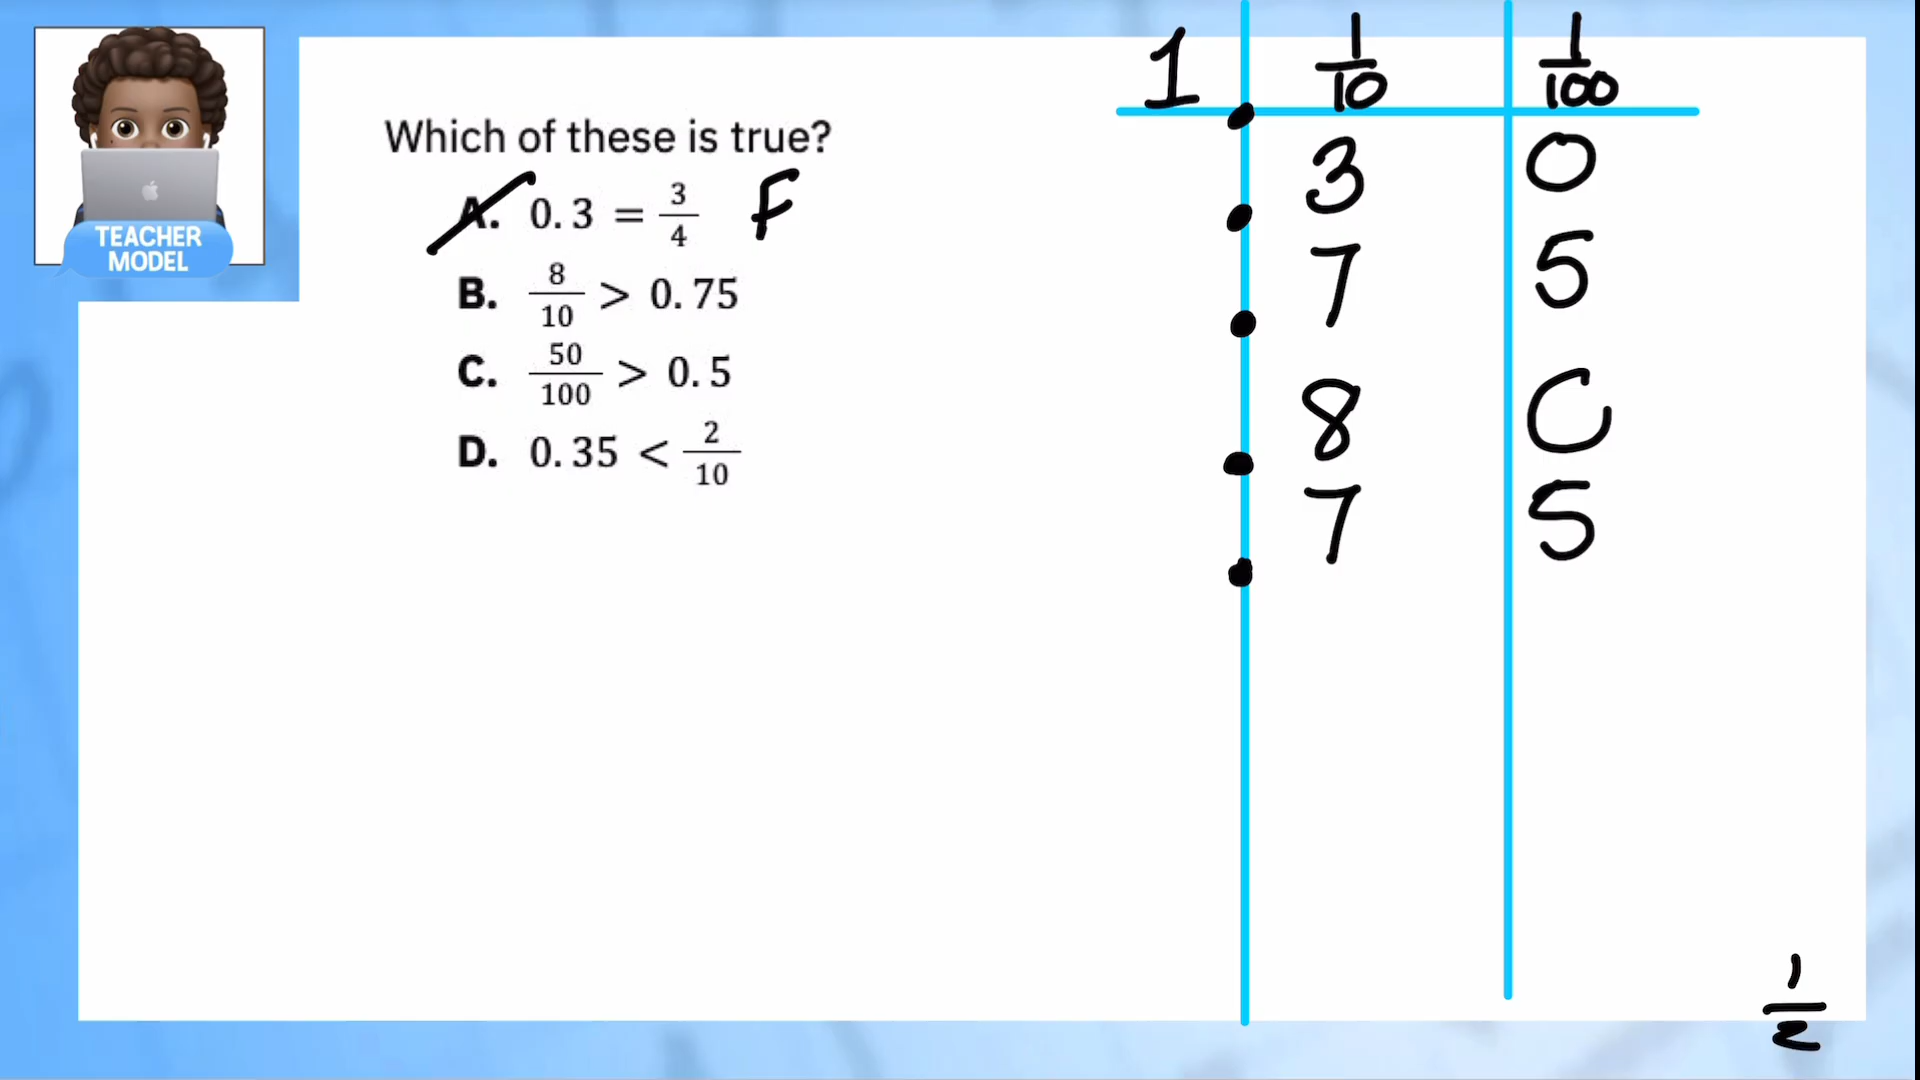 TEACHER
MODEL
Which of these is true?
A. 0.3 = 3/4 F
B. 8/10 > 0.75
C. 50/100 > 0.5
D. 0.35 < 2/10
1 . 1/10 1/100
. 3 0
. 7 5
. 8 0
. 7 5
1/2